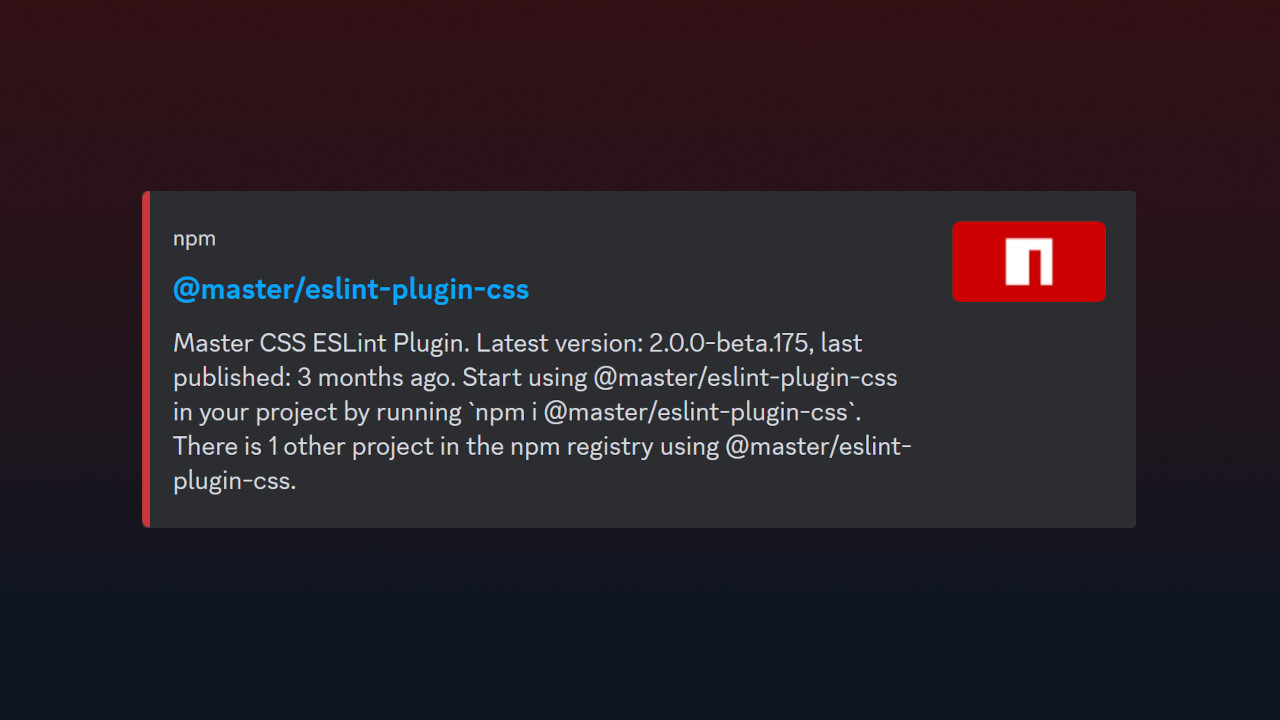 npm
@master/eslint-plugin-css
Master CSS ESLint Plugin. Latest version: 2.0.0-beta.175, last
published: 3 months ago. Start using @master/eslint-plugin-css
in your project by running `npm i @master/eslint-plugin-css`.
There is 1 other project in the npm registry using @master/eslint-
plugin-css.